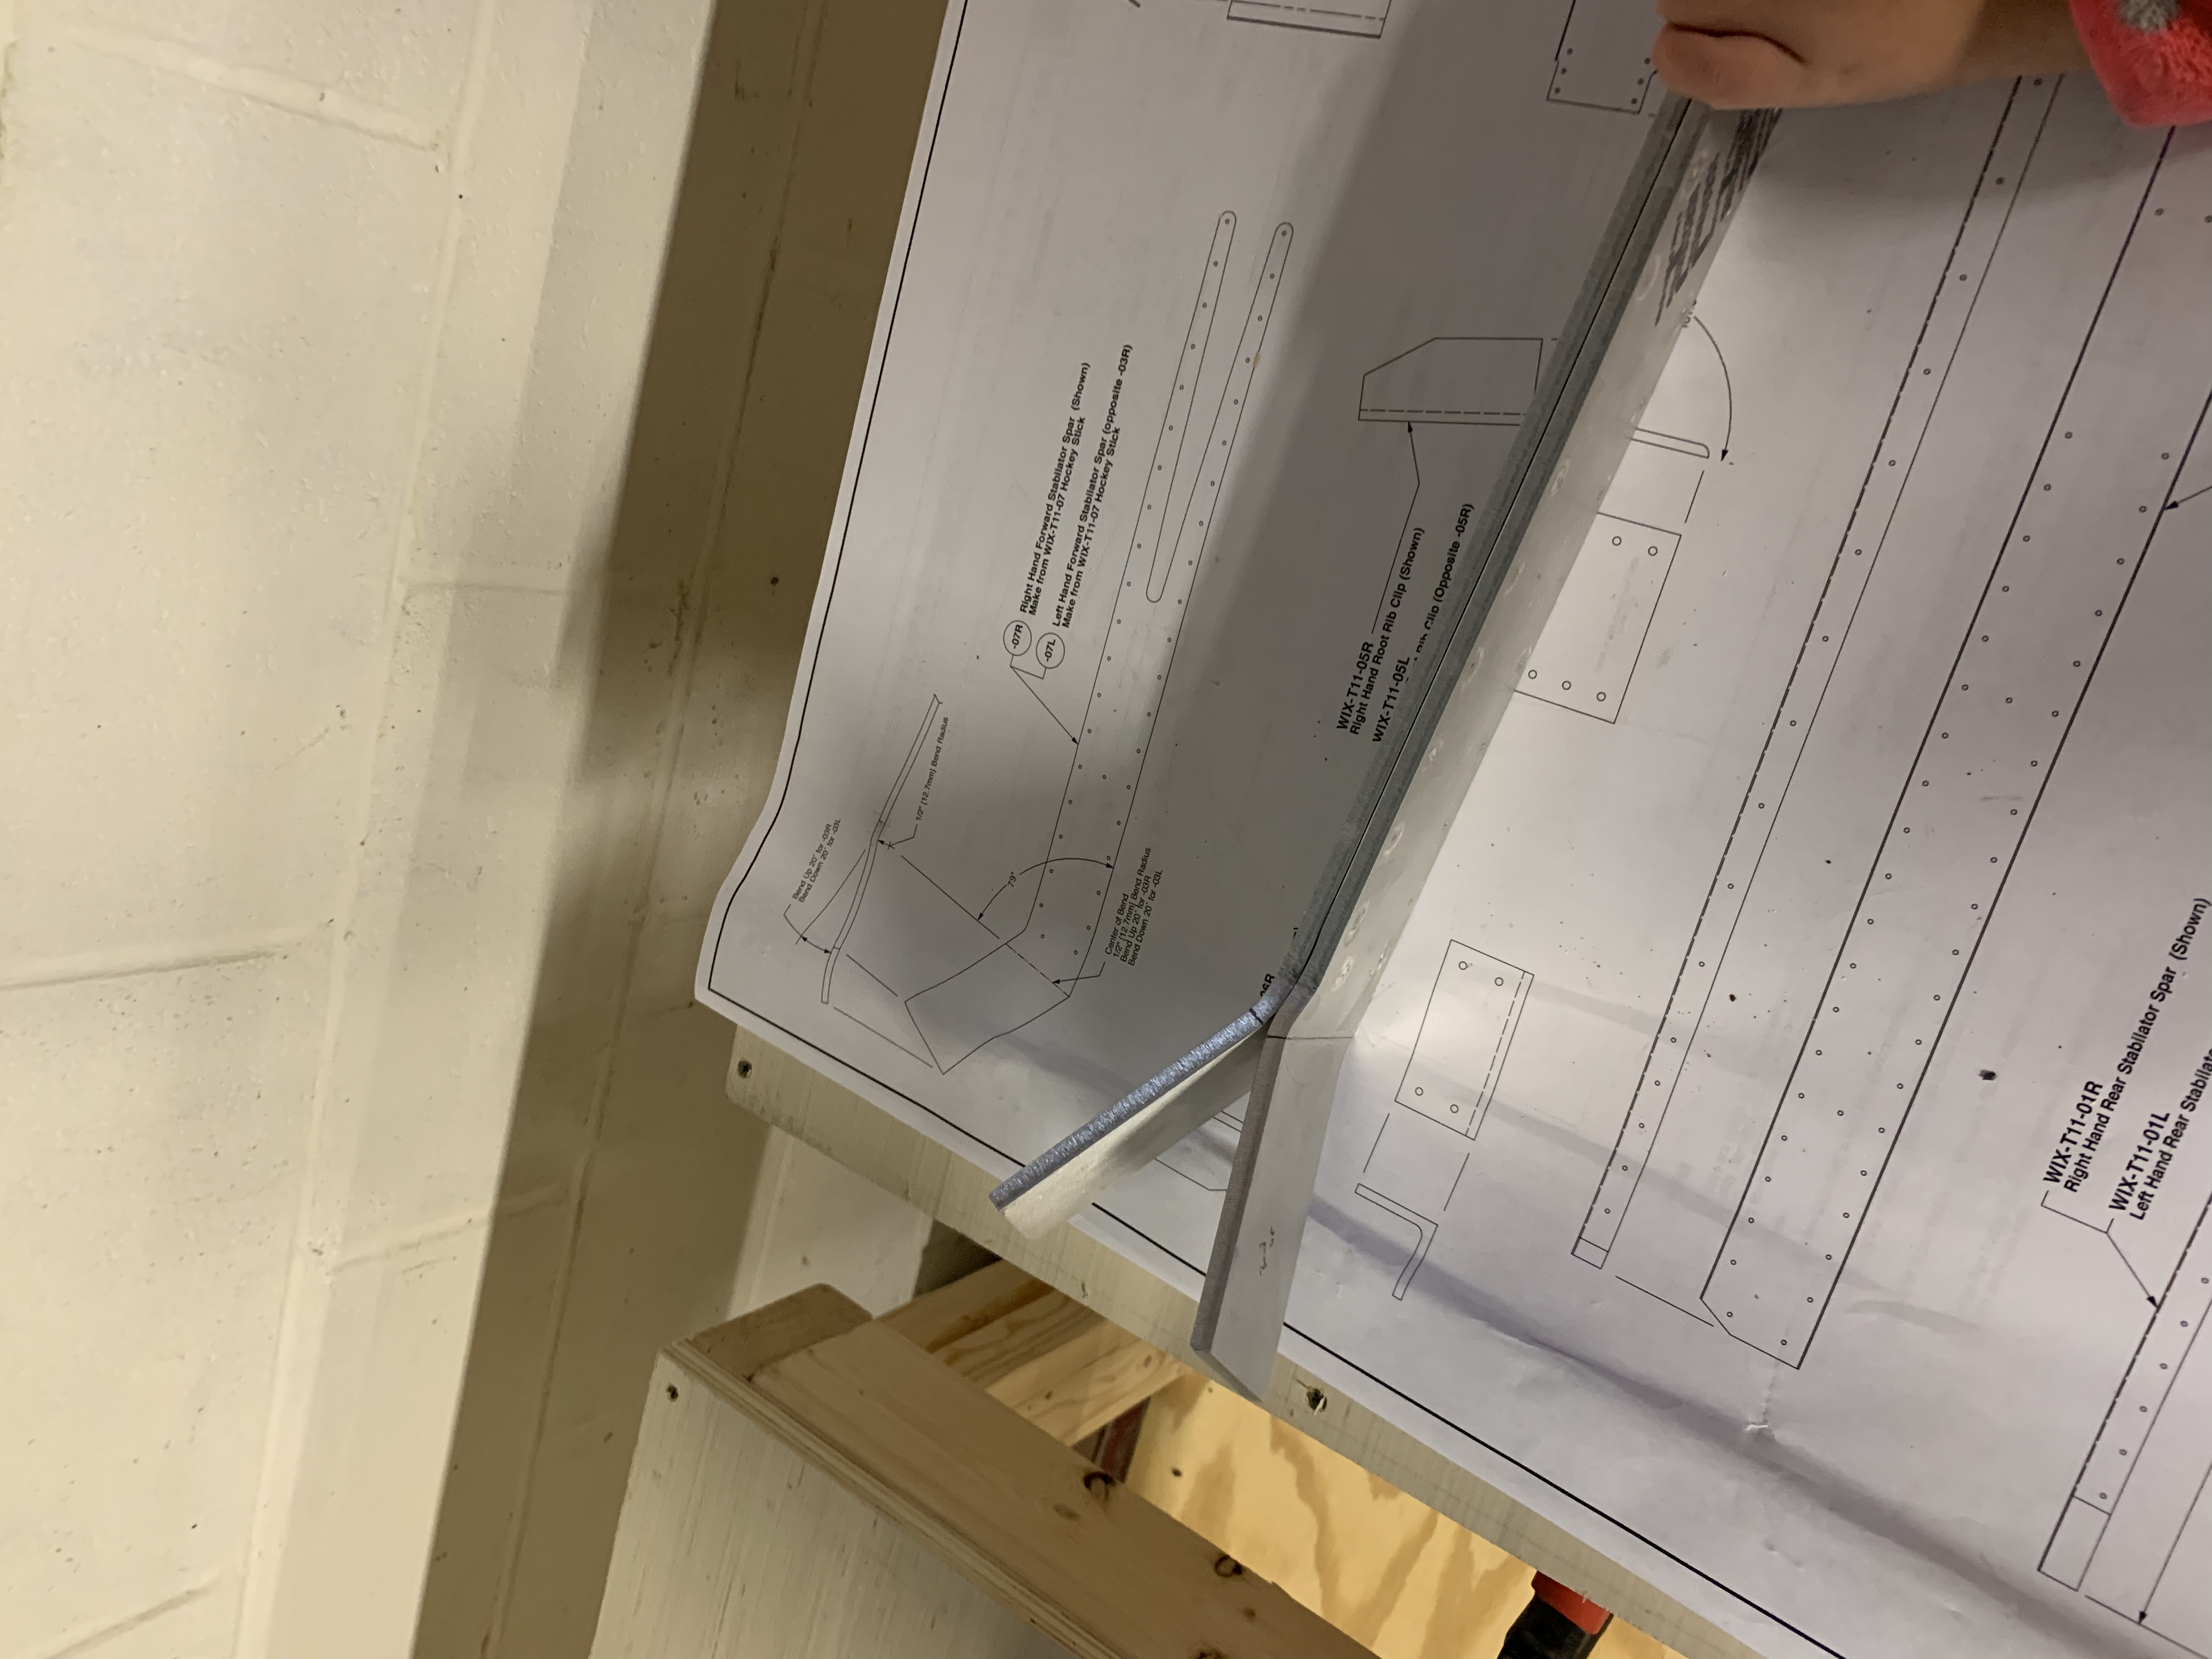 Bend Up 20° for -03R
Bend Down 20° for -03L
1/2" [12.7mm] Bend Radius
79°
-07R
Right Hand Forward Stabilator Spar (Shown)
Make from WIX-T11-07 Hockey Stick
-07L
Left Hand Forward Stabilator Spar (opposite -03R)
Make from WIX-T11-07 Hockey Stick
Center of Bend
1/2" [12.7mm] Bend Radius
Bend Up 20° for -03R
Bend Down 20° for -03L
06R
WIX-T11-05R
Right Hand Root Rib Clip (Shown)
WIX-T11-05L
Rib Clip (Opposite -05R)
WIX-T11-01R
Right Hand Rear Stabilator Spar (Shown)
WIX-T11-01L
Left Hand Rear Stabilato